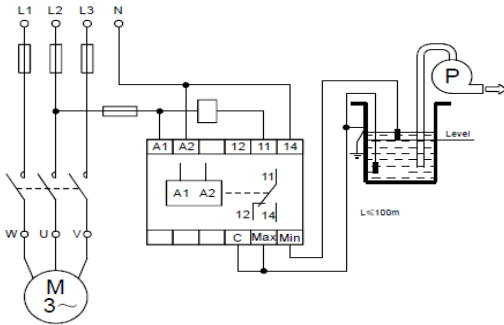 L1 L2 L3 N
P
A1 A2 12 11 14
Level
11
A1 A2
12 14
L≤100m
W U V
C Max Min
M
3~